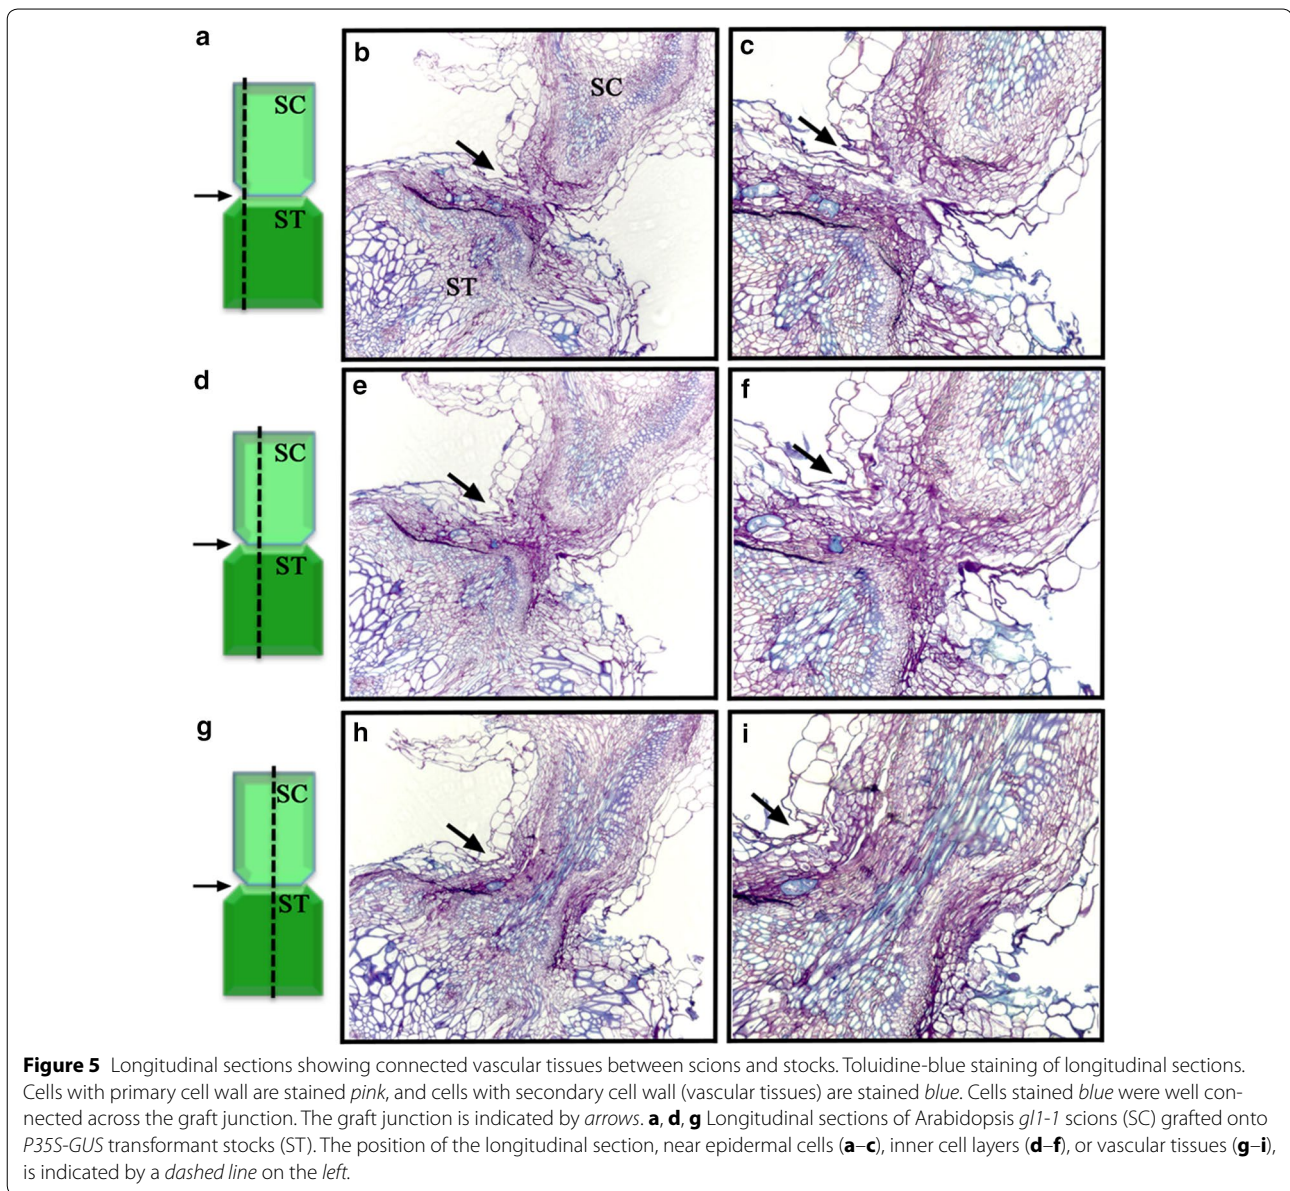 a
SC
ST
b
SC
ST
c
d
SC
ST
e
f
g
SC
ST
h
i
Figure 5 Longitudinal sections showing connected vascular tissues between scions and stocks. Toluidine-blue staining of longitudinal sections.
Cells with primary cell wall are stained pink, and cells with secondary cell wall (vascular tissues) are stained blue. Cells stained blue were well con-
nected across the graft junction. The graft junction is indicated by arrows. a, d, g Longitudinal sections of Arabidopsis gl1-1 scions (SC) grafted onto
P35S-GUS transformant stocks (ST). The position of the longitudinal section, near epidermal cells (a–c), inner cell layers (d–f), or vascular tissues (g–i),
is indicated by a dashed line on the left.